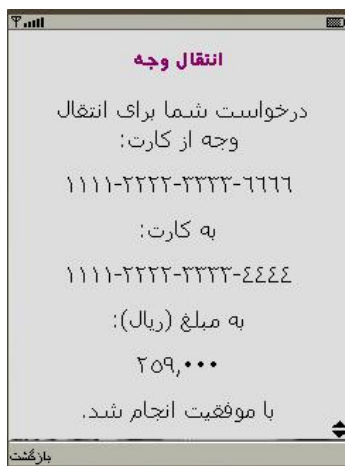 انتقال وجه
درخواست شما برای انتقال
وجه از کارت:
۱۱۱۱-۲۲۲۲-۳۳۳۳-۶۶۶۶
به کارت:
۱۱۱۱-۲۲۲۲-۳۳۳۳-٤٤٤٤
به مبلغ (ریال):
۲۵۹,۰۰۰
با موفقیت انجام شد.
بازگشت